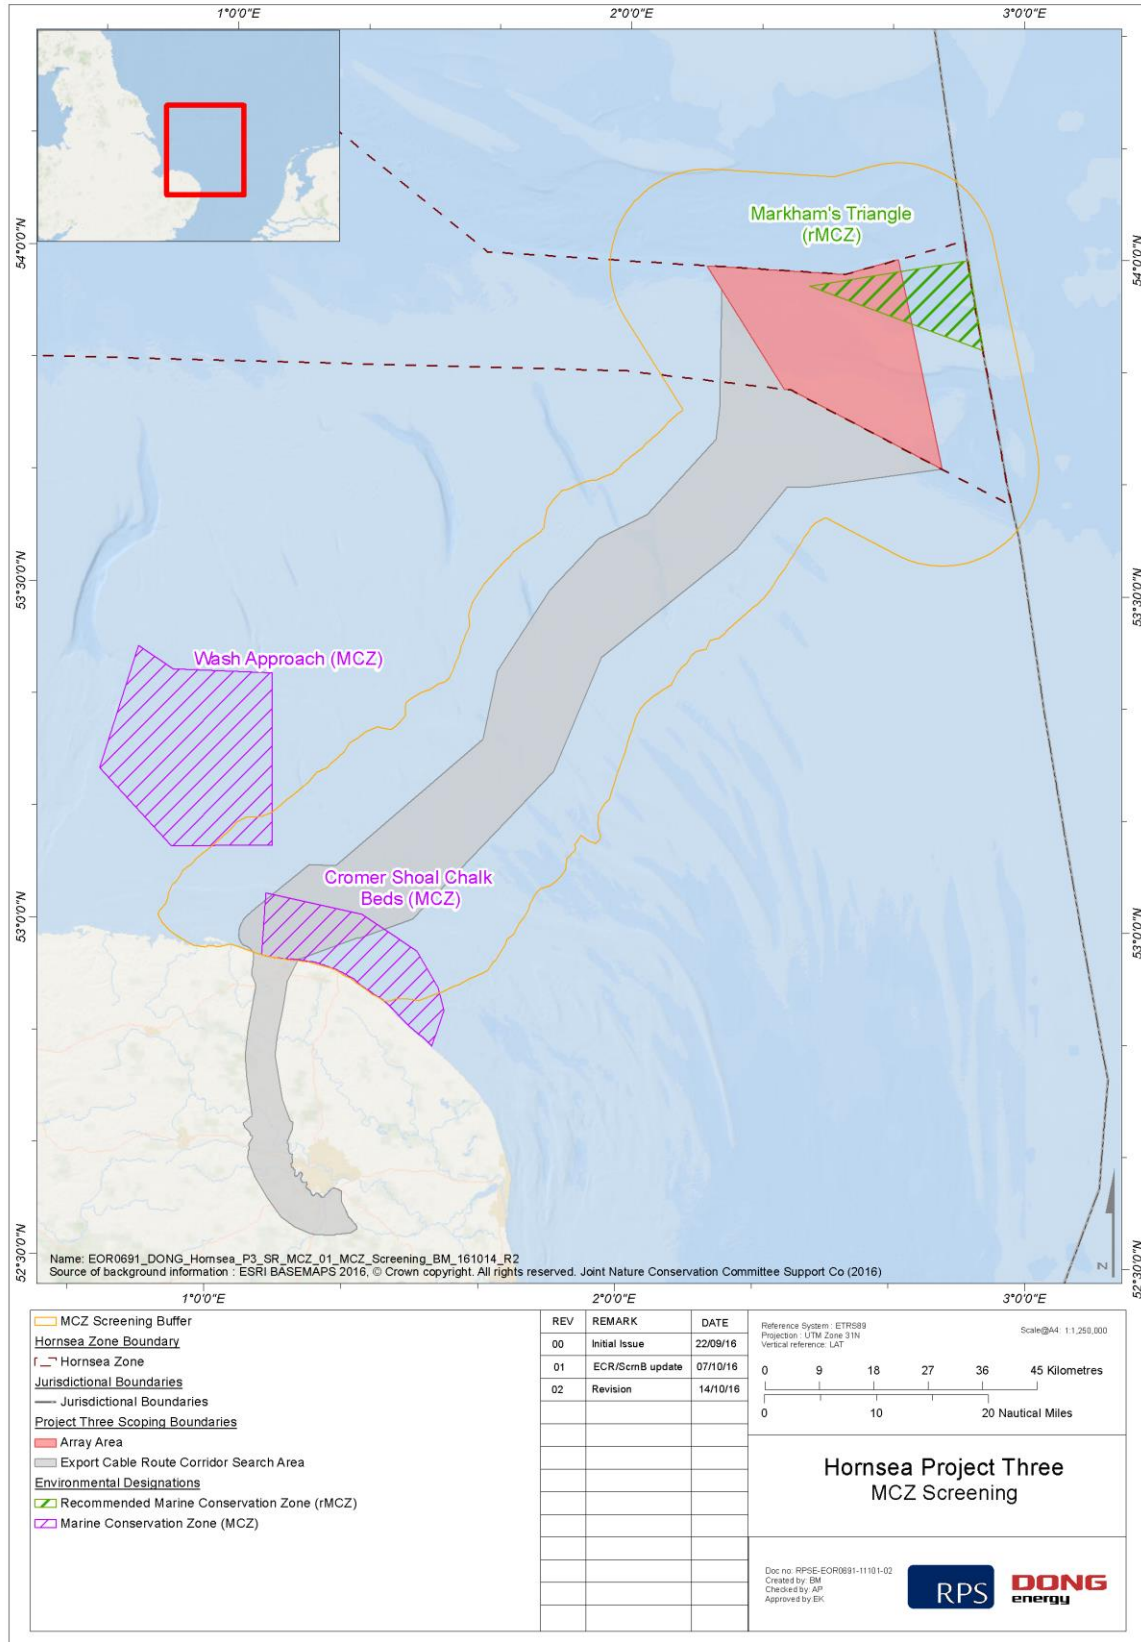 1°0'0"E
2°0'0"E
3°0'0"E
54°0'0"N
54°0'0"N
53°30'0"N
53°30'0"N
53°0'0"N
53°0'0"N
52°30'0"N
52°30'0"N
Markham's Triangle
(rMCZ)
Wash Approach (MCZ)
Cromer Shoal Chalk
Beds (MCZ)
N
Name: EOR0691_DONG_Hornsea_P3_SR_MCZ_01_MCZ_Screening_BM_161014_R2
Source of background information : ESRI BASEMAPS 2016, © Crown copyright. All rights reserved. Joint Nature Conservation Committee Support Co (2016)
1°0'0"E
2°0'0"E
3°0'0"E
MCZ Screening Buffer
Hornsea Zone Boundary
Hornsea Zone
Jurisdictional Boundaries
Jurisdictional Boundaries
Project Three Scoping Boundaries
Array Area
Export Cable Route Corridor Search Area
Environmental Designations
Recommended Marine Conservation Zone (rMCZ)
Marine Conservation Zone (MCZ)
REV REMARK DATE
00 Initial Issue 22/09/16
01 ECR/ScrnB update 07/10/16
02 Revision 14/10/16
Reference System : ETRS89
Projection : UTM Zone 31N
Vertical reference: LAT
Scale@A4: 1:1,250,000
0 9 18 27 36 45 Kilometres
0 10 20 Nautical Miles
Hornsea Project Three
MCZ Screening
Doc no: RPSE-EOR0691-11101-02
Created by: BM
Checked by: AP
Approved by:EK
RPS
DONG
energy